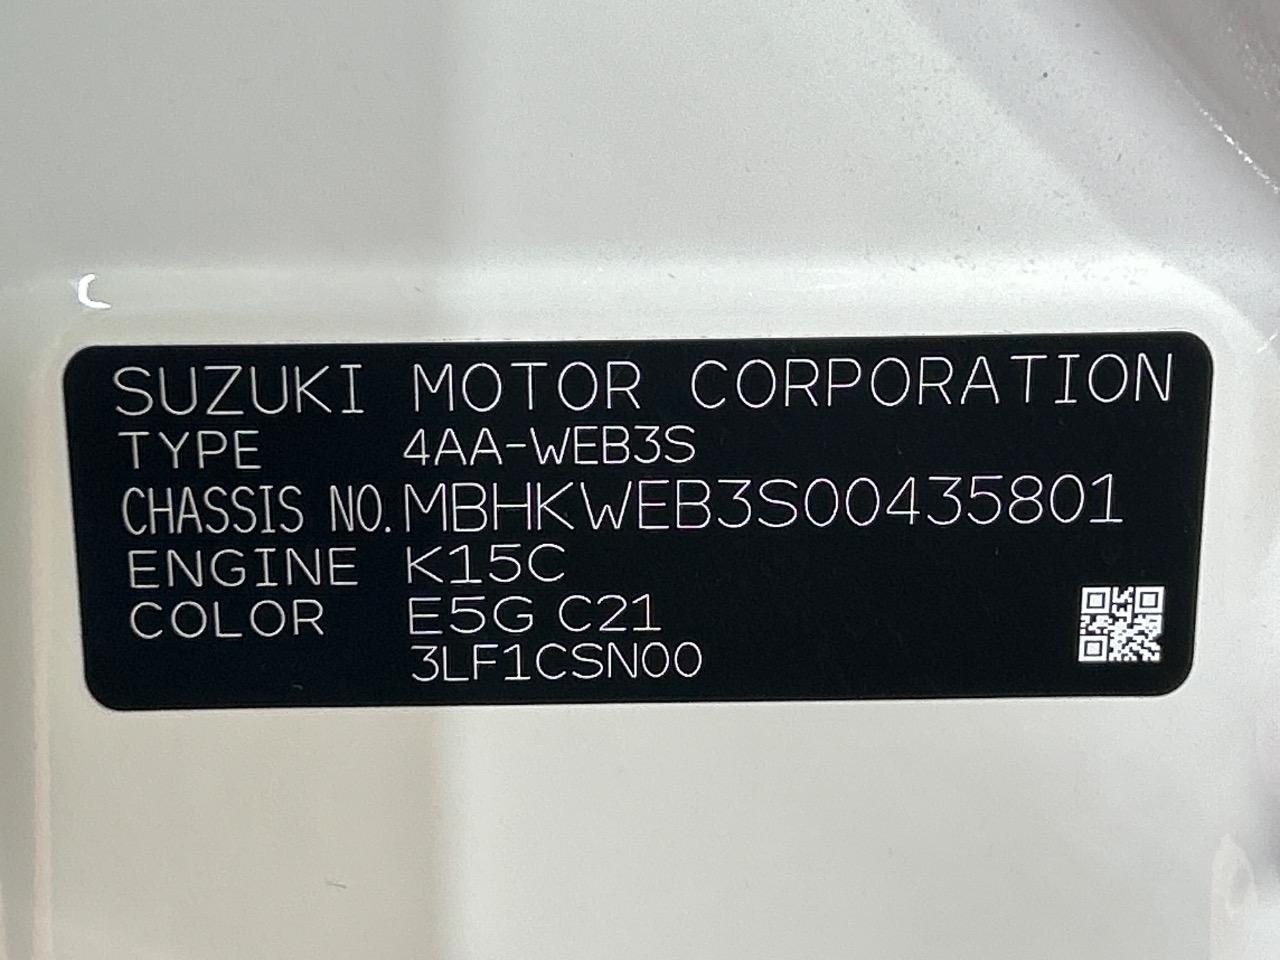 SUZUKI MOTOR CORPORATION
TYPE 4AA-WEB3S
CHASSIS NO. MBHKWEB3S00435801
ENGINE K15C
COLOR E5G C21
3LF1CSN00